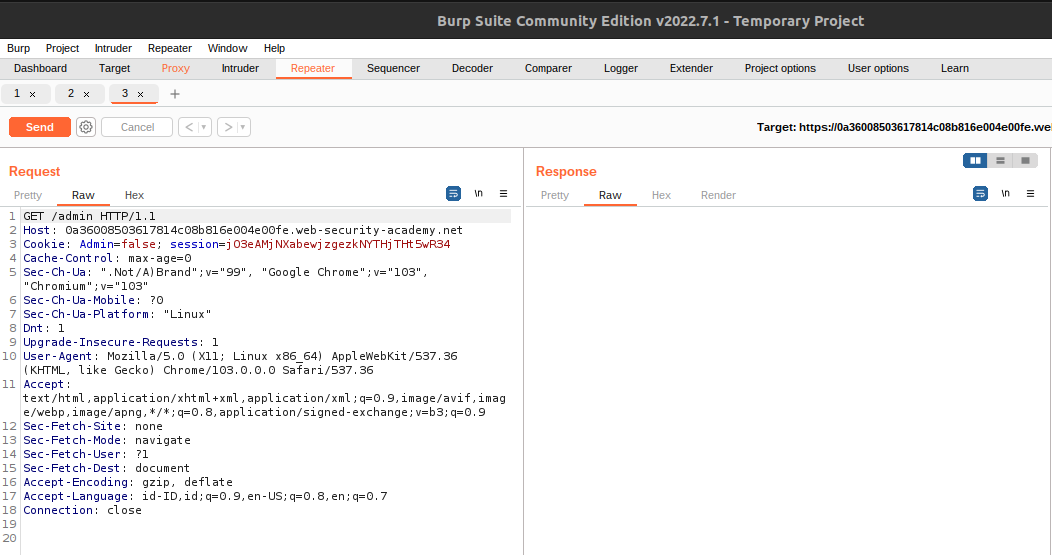 Burp Suite Community Edition v2022.7.1 - Temporary Project
Burp Project Intruder Repeater Window Help
Dashboard Target Proxy Intruder Repeater Sequencer Decoder Comparer Logger Extender Project options User options Learn
1 × 2 × 3 × +
Send Cancel < > Target: https://0a36008503617814c08b816e004e00fe.we
Request
Pretty Raw Hex \n
1 GET /admin HTTP/1.1
2 Host: 0a36008503617814c08b816e004e00fe.web-security-academy.net
3 Cookie: Admin=false; session=jO3eAMjNXabewjzgezkNYTHjTHt5wR34
4 Cache-Control: max-age=0
5 Sec-Ch-Ua: ".Not/A)Brand";v="99", "Google Chrome";v="103",
"Chromium";v="103"
6 Sec-Ch-Ua-Mobile: ?0
7 Sec-Ch-Ua-Platform: "Linux"
8 Dnt: 1
9 Upgrade-Insecure-Requests: 1
10 User-Agent: Mozilla/5.0 (X11; Linux x86_64) AppleWebKit/537.36
(KHTML, like Gecko) Chrome/103.0.0.0 Safari/537.36
11 Accept:
text/html,application/xhtml+xml,application/xml;q=0.9,image/avif,imag
e/webp,image/apng,*/*;q=0.8,application/signed-exchange;v=b3;q=0.9
12 Sec-Fetch-Site: none
13 Sec-Fetch-Mode: navigate
14 Sec-Fetch-User: ?1
15 Sec-Fetch-Dest: document
16 Accept-Encoding: gzip, deflate
17 Accept-Language: id-ID,id;q=0.9,en-US;q=0.8,en;q=0.7
18 Connection: close
19
20
Response
Pretty Raw Hex Render \n